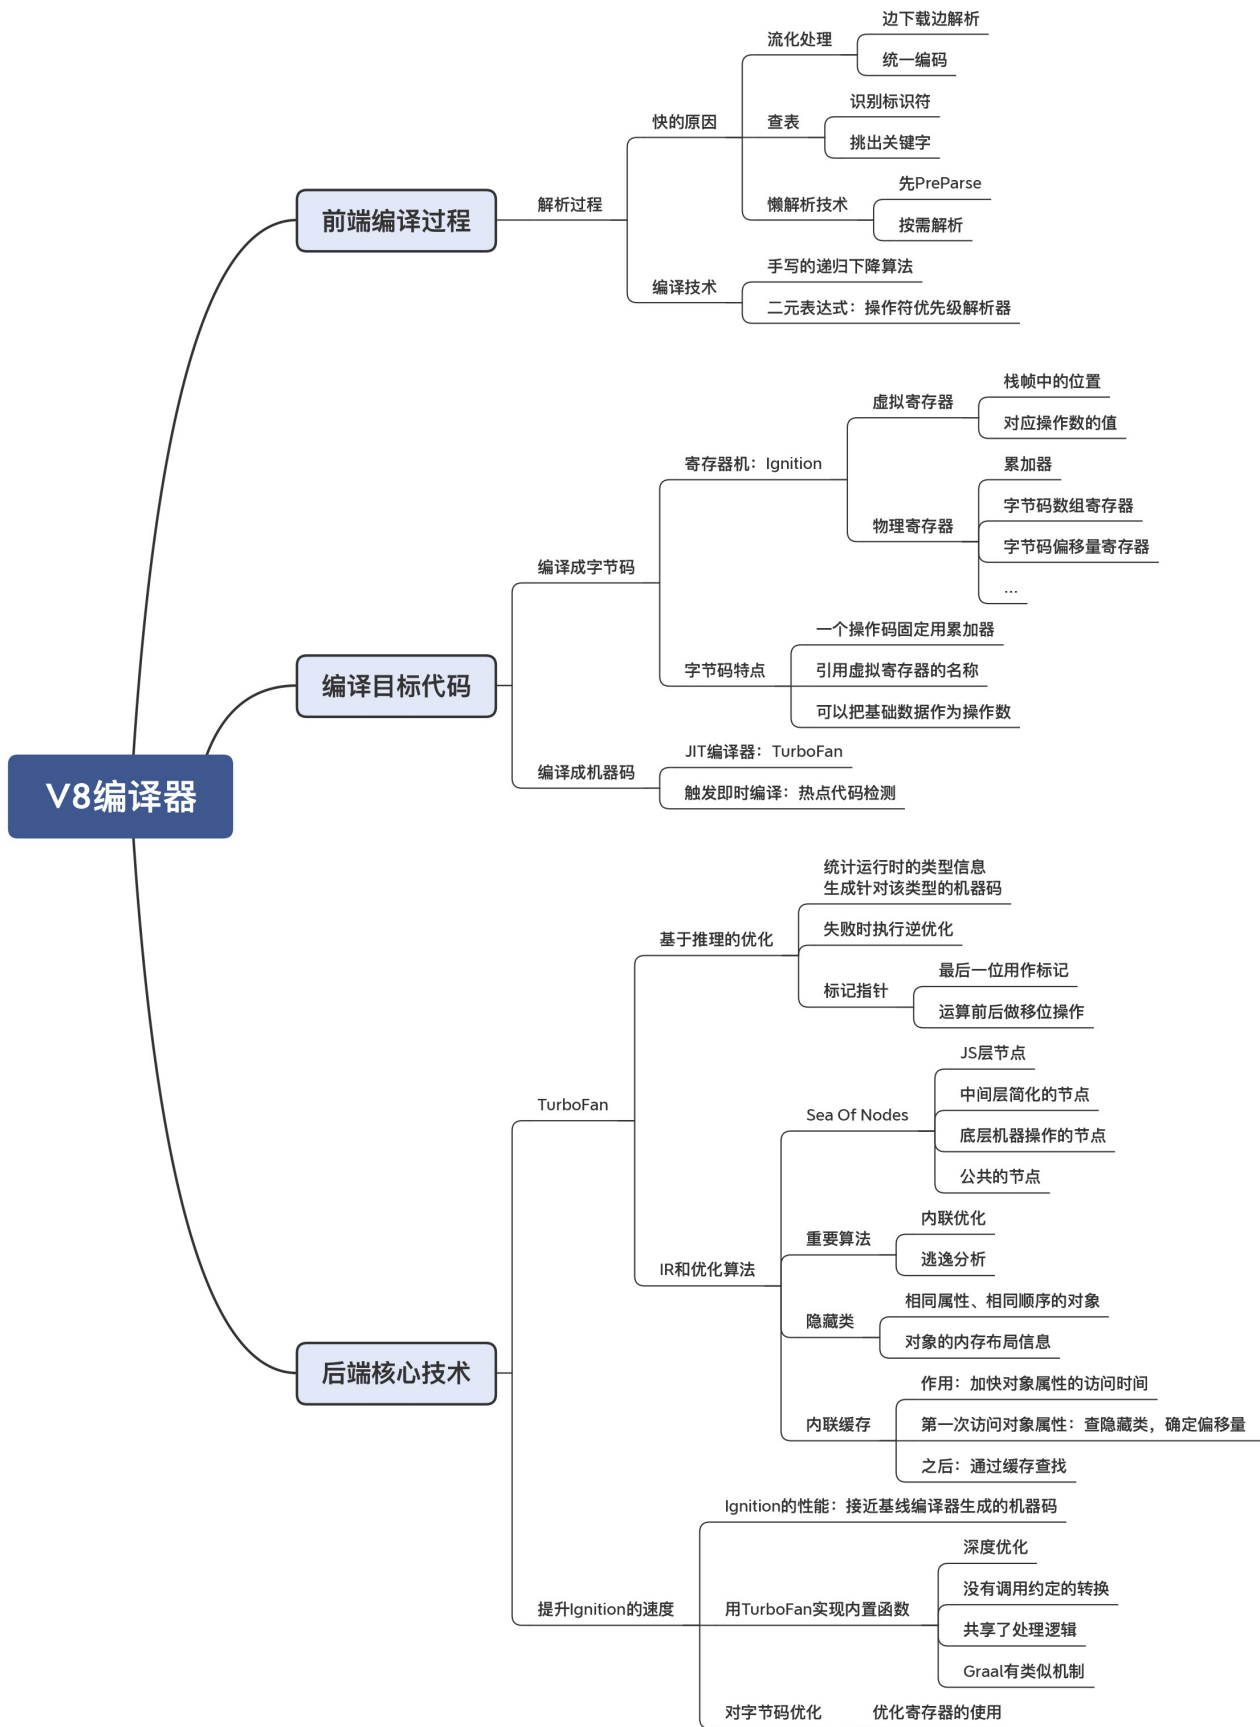 V8编译器
前端编译过程
解析过程
快的原因
流化处理
边下载边解析
统一编码
查表
识别标识符
挑出关键字
懒解析技术
先PreParse
按需解析
编译技术
手写的递归下降算法
二元表达式：操作符优先级解析器
编译目标代码
编译成字节码
寄存器机：Ignition
虚拟寄存器
栈帧中的位置
对应操作数的值
物理寄存器
累加器
字节码数组寄存器
字节码偏移量寄存器
...
字节码特点
一个操作码固定用累加器
引用虚拟寄存器的名称
可以把基础数据作为操作数
编译成机器码
JIT编译器：TurboFan
触发即时编译：热点代码检测
后端核心技术
TurboFan
基于推理的优化
统计运行时的类型信息
生成针对该类型的机器码
失败时执行逆优化
标记指针
最后一位用作标记
运算前后做移位操作
IR和优化算法
Sea Of Nodes
JS层节点
中间层简化的节点
底层机器操作的节点
公共的节点
重要算法
内联优化
逃逸分析
隐藏类
相同属性、相同顺序的对象
对象的内存布局信息
内联缓存
作用：加快对象属性的访问时间
第一次访问对象属性：查隐藏类，确定偏移量
之后：通过缓存查找
提升Ignition的速度
Ignition的性能：接近基线编译器生成的机器码
用TurboFan实现内置函数
深度优化
没有调用约定的转换
共享了处理逻辑
Graal有类似机制
对字节码优化
优化寄存器的使用